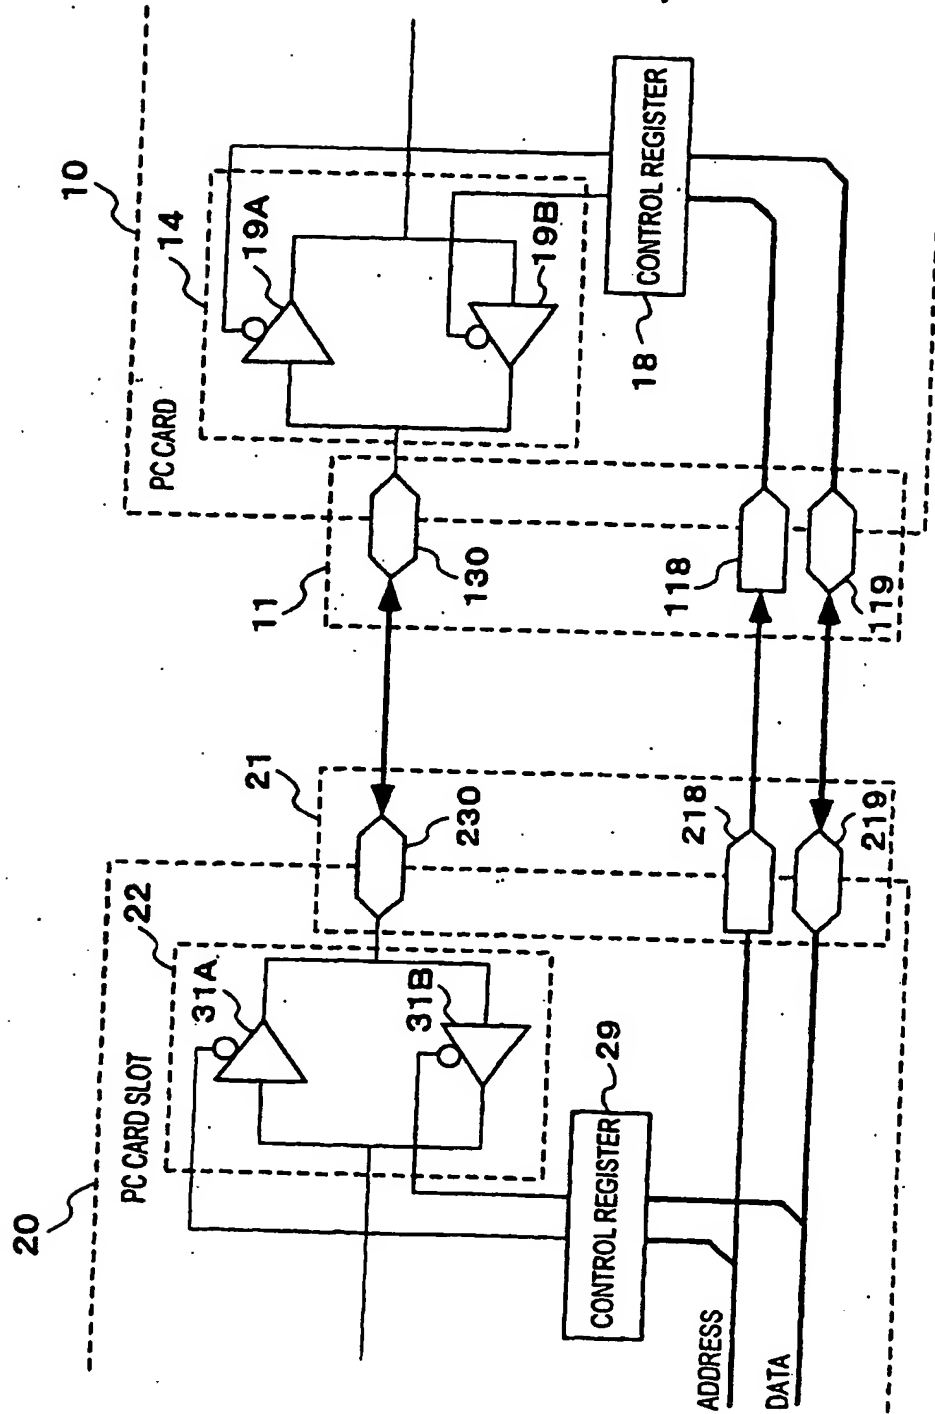 20
PC CARD SLOT
22
31A
31B
29
CONTROL REGISTER
ADDRESS
DATA
21
230
218
219
11
130
118
119
10
PC CARD
14
19A
19B
18
CONTROL REGISTER